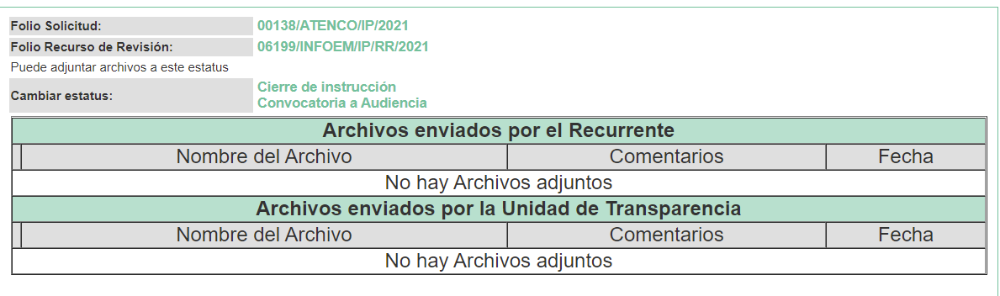 Folio Solicitud: 00138/ATENCO/IP/2021
Folio Recurso de Revisión: 06199/INFOEM/IP/RR/2021
Puede adjuntar archivos a este estatus
Cambiar estatus: Cierre de instrucción
Convocatoria a Audiencia
Archivos enviados por el Recurrente
Nombre del Archivo Comentarios Fecha
No hay Archivos adjuntos
Archivos enviados por la Unidad de Transparencia
Nombre del Archivo Comentarios Fecha
No hay Archivos adjuntos